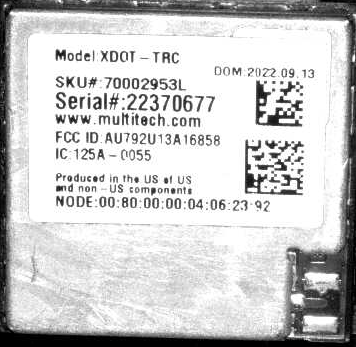 Model:XDOT-TRC
DOM:2022.09.13
SKU#:70002953L
Serial#:22370677
www.multitech.com
FCC ID:AU792U13A16858
IC:125A-0055
Produced in the US of US
and non-US components
NODE:00:80:00:00:04:06:23:92